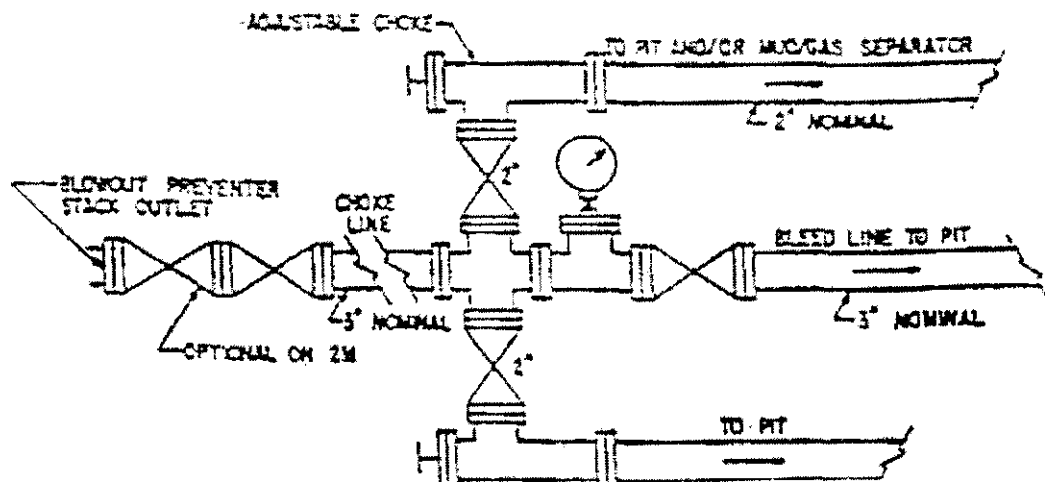 ADJUSTABLE CHOKE
TO PIT AND/OR MUD/GAS SEPARATOR
2" NOMINAL
2"
BLOWOUT PREVENTER
STACK OUTLET
CHOKE
LINE
BLEED LINE TO PIT
3" NOMINAL
3" NOMINAL
OPTIONAL ON 2M
2"
TO PIT